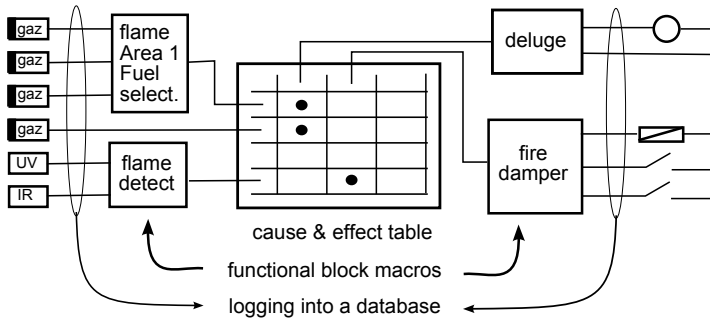 gaz
gaz
gaz
gaz
UV
IR
flame
Area 1
Fuel
select.
flame
detect
deluge
fire
damper
cause & effect table
functional block macros
logging into a database